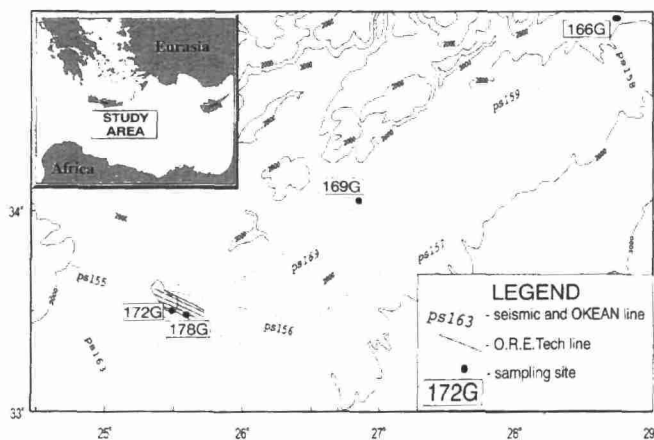 Eurasia
STUDY
AREA
Africa
166G
ps158
ps159
169G
34°
ps163
ps157
ps155
172G
178G
ps156
ps163
LEGEND
ps163 - seismic and OKEAN line
- O.R.E.Tech line
- sampling site
172G
33°
25°
26°
27°
28°
29